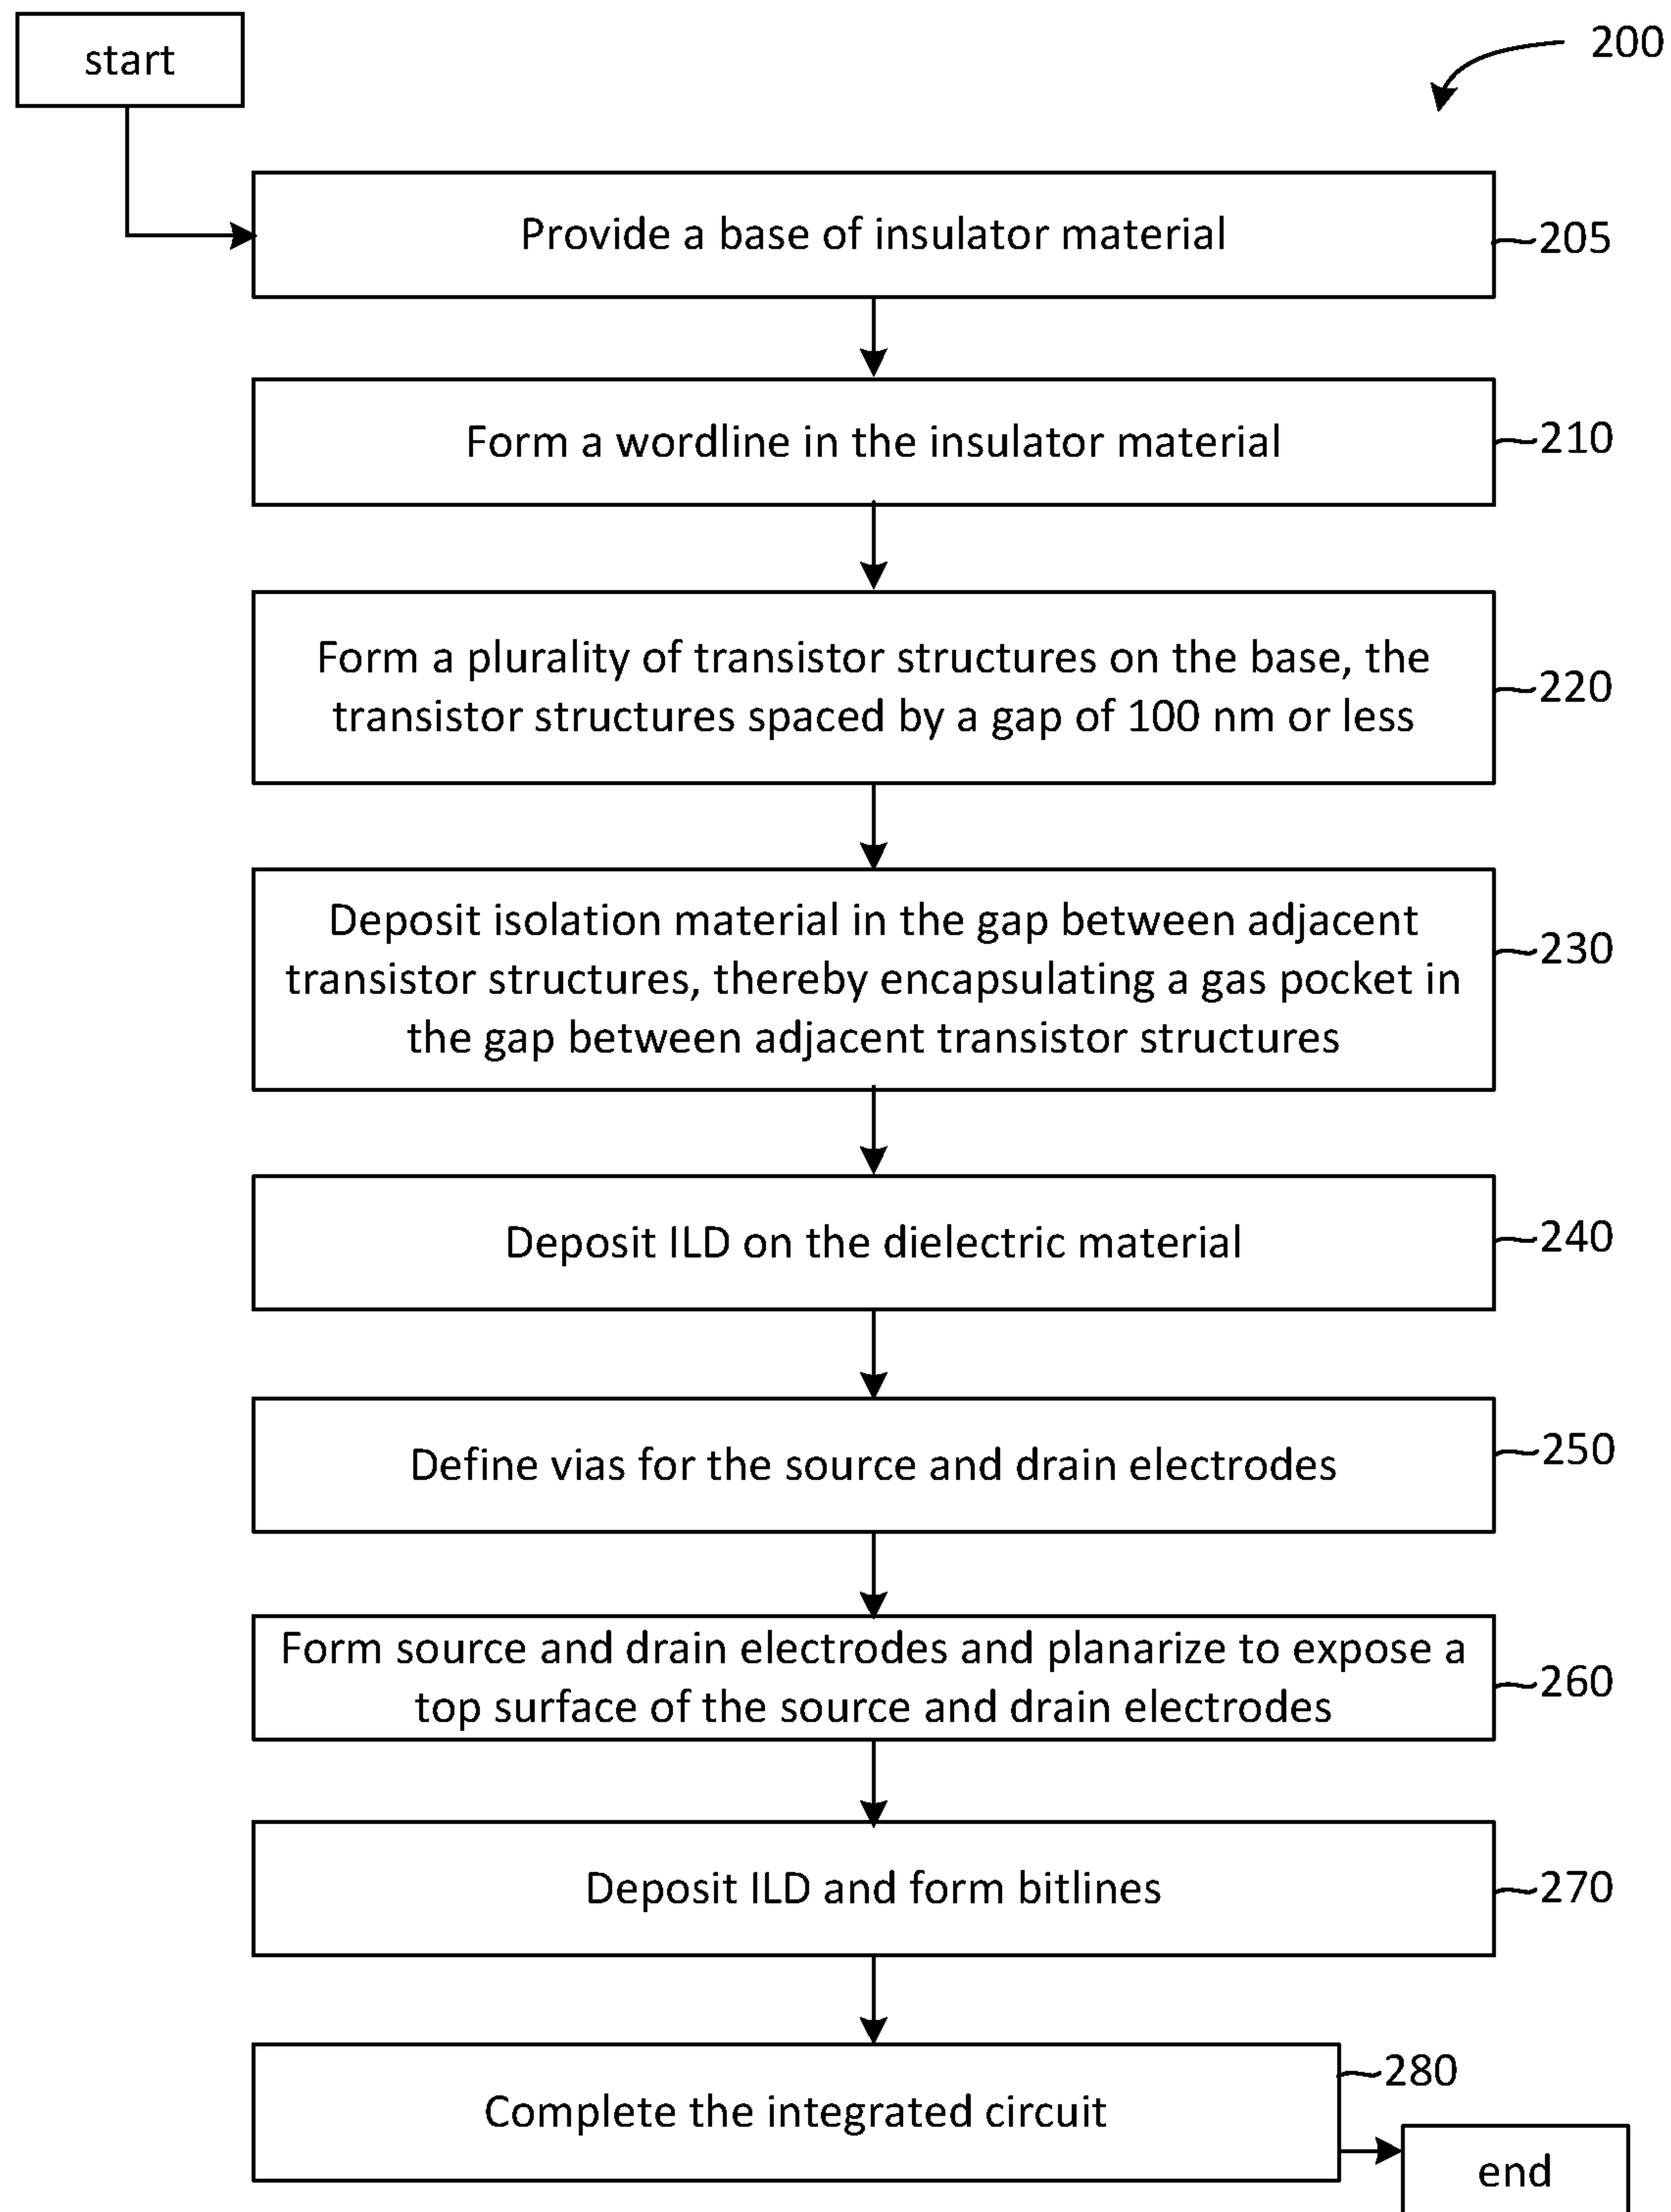 start
200
Provide a base of insulator material
205
Form a wordline in the insulator material
210
Form a plurality of transistor structures on the base, the
transistor structures spaced by a gap of 100 nm or less
220
Deposit isolation material in the gap between adjacent
transistor structures, thereby encapsulating a gas pocket in
the gap between adjacent transistor structures
230
Deposit ILD on the dielectric material
240
Define vias for the source and drain electrodes
250
Form source and drain electrodes and planarize to expose a
top surface of the source and drain electrodes
260
Deposit ILD and form bitlines
270
Complete the integrated circuit
280
end